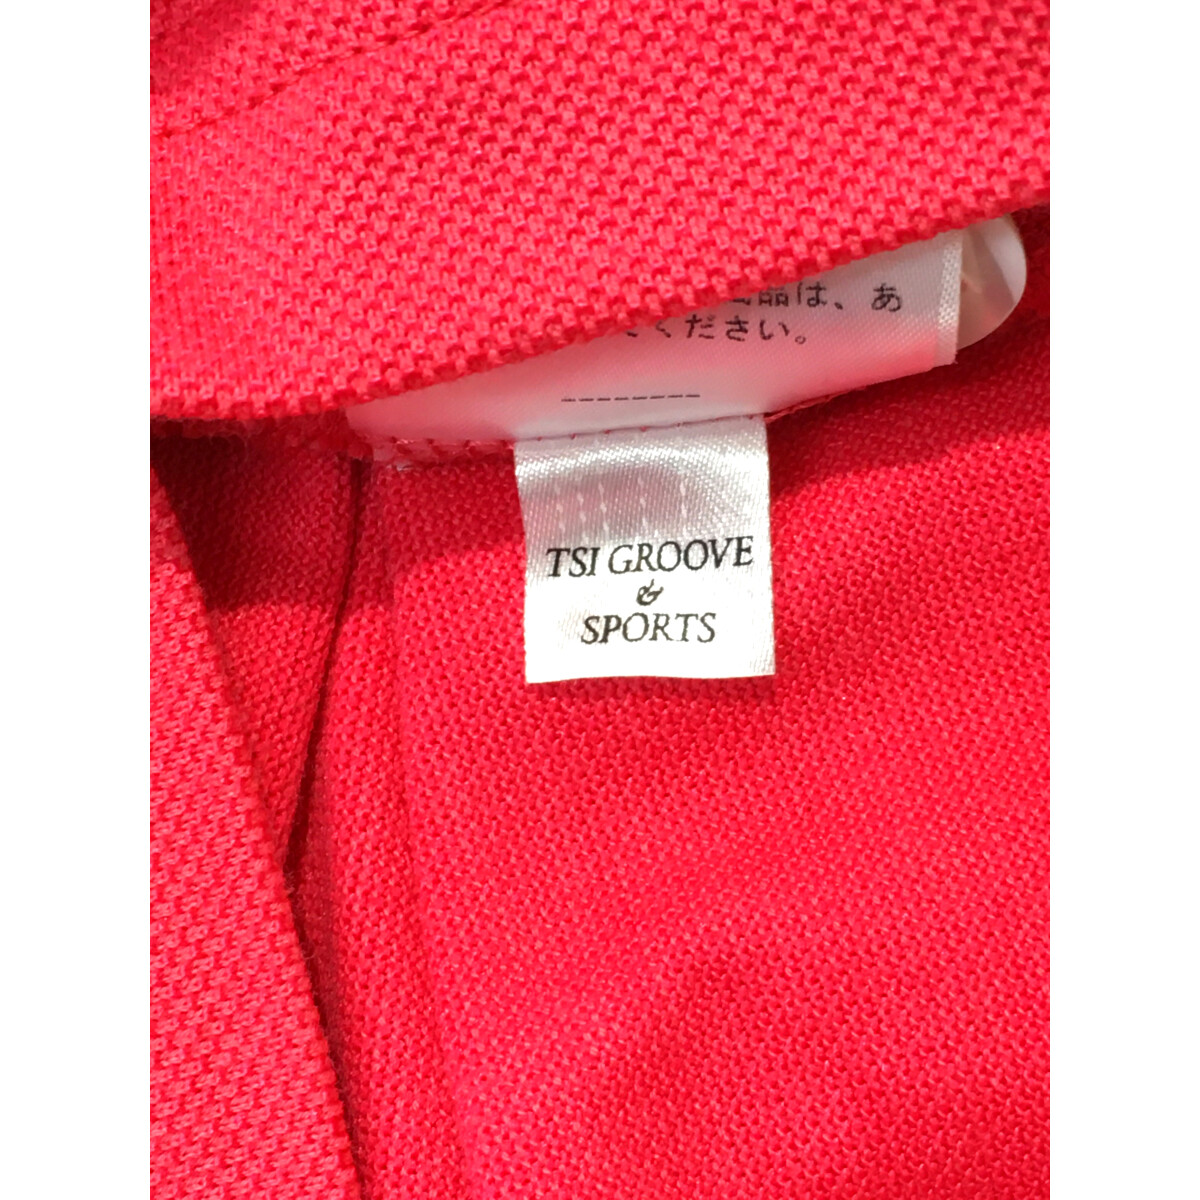 品は、あ
ください。
--------
TSI GROOVE
&
SPORTS